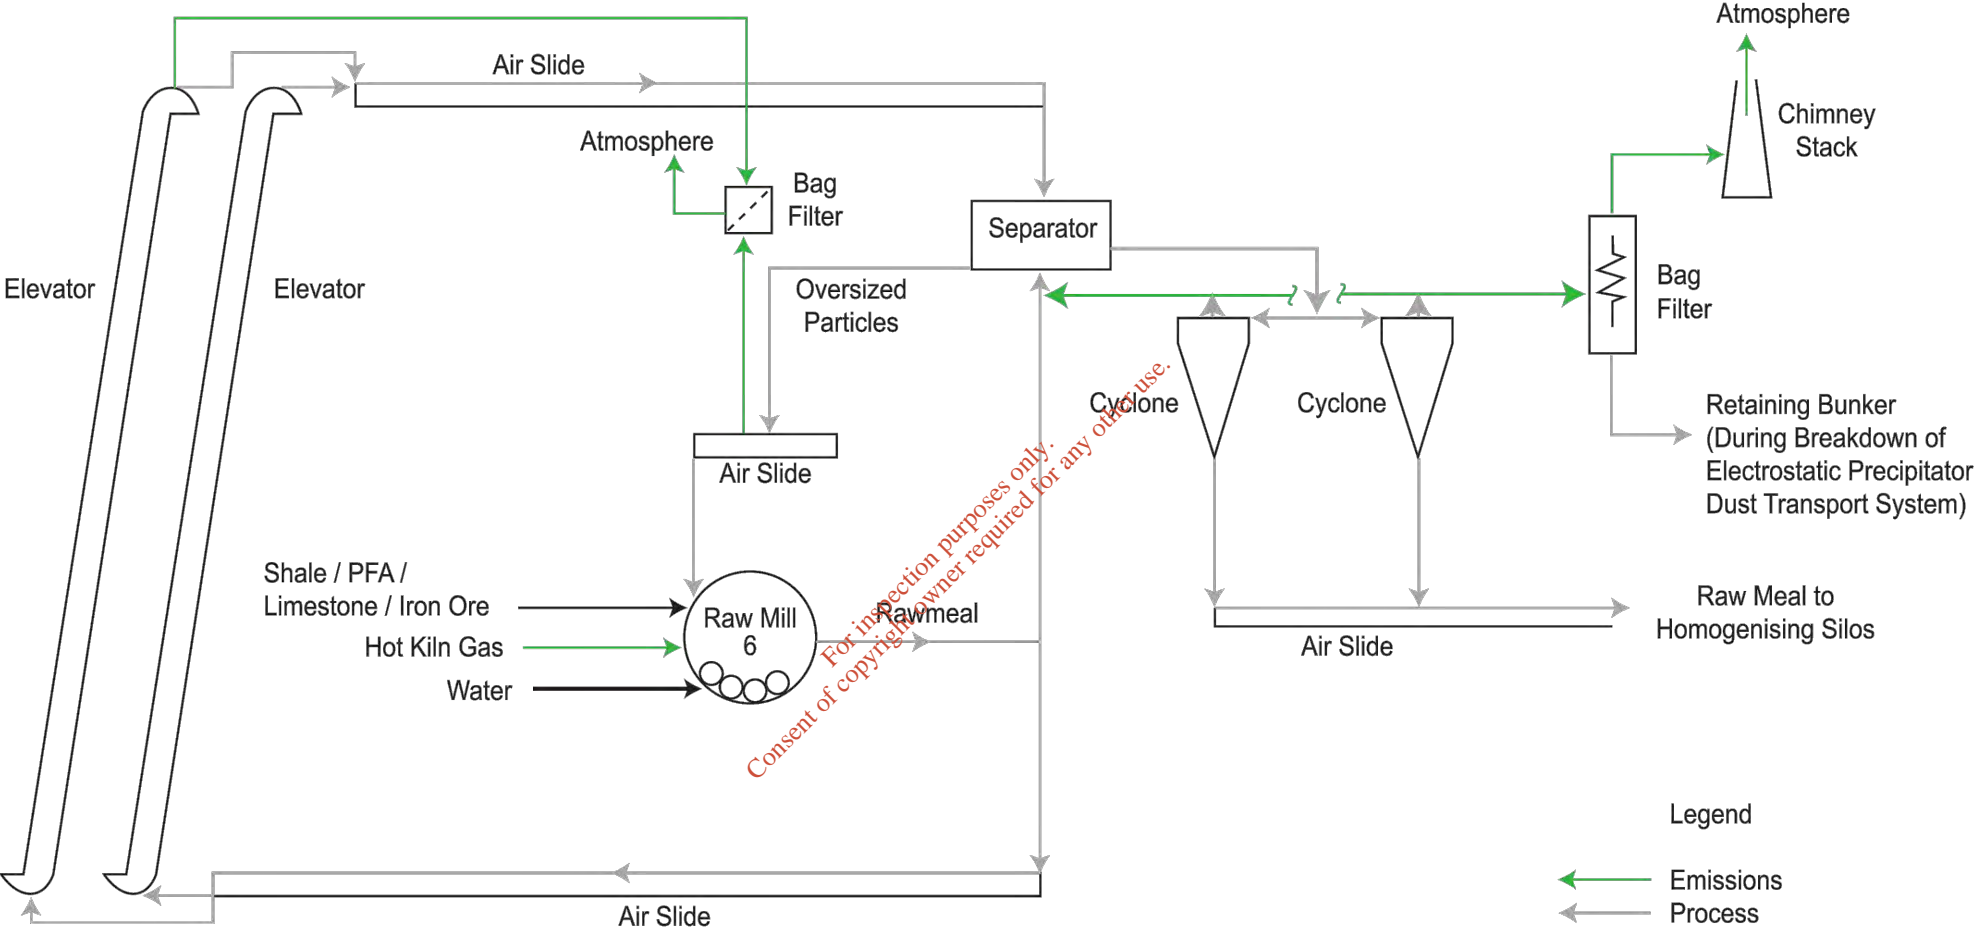 Atmosphere
Air Slide
Chimney
Stack
Atmosphere
Bag
Filter
Separator
Elevator
Elevator
Oversized
Particles
Bag
Filter
Cyclone
Cyclone
Retaining Bunker
(During Breakdown of
Electrostatic Precipitator
Dust Transport System)
Air Slide
For inspection purposes only.
Consent of copyright owner required for any other use.
Shale / PFA /
Limestone / Iron Ore
Hot Kiln Gas
Water
Raw Mill
6
Rawmeal
Raw Meal to
Homogenising Silos
Air Slide
Legend
Emissions
Process
Air Slide